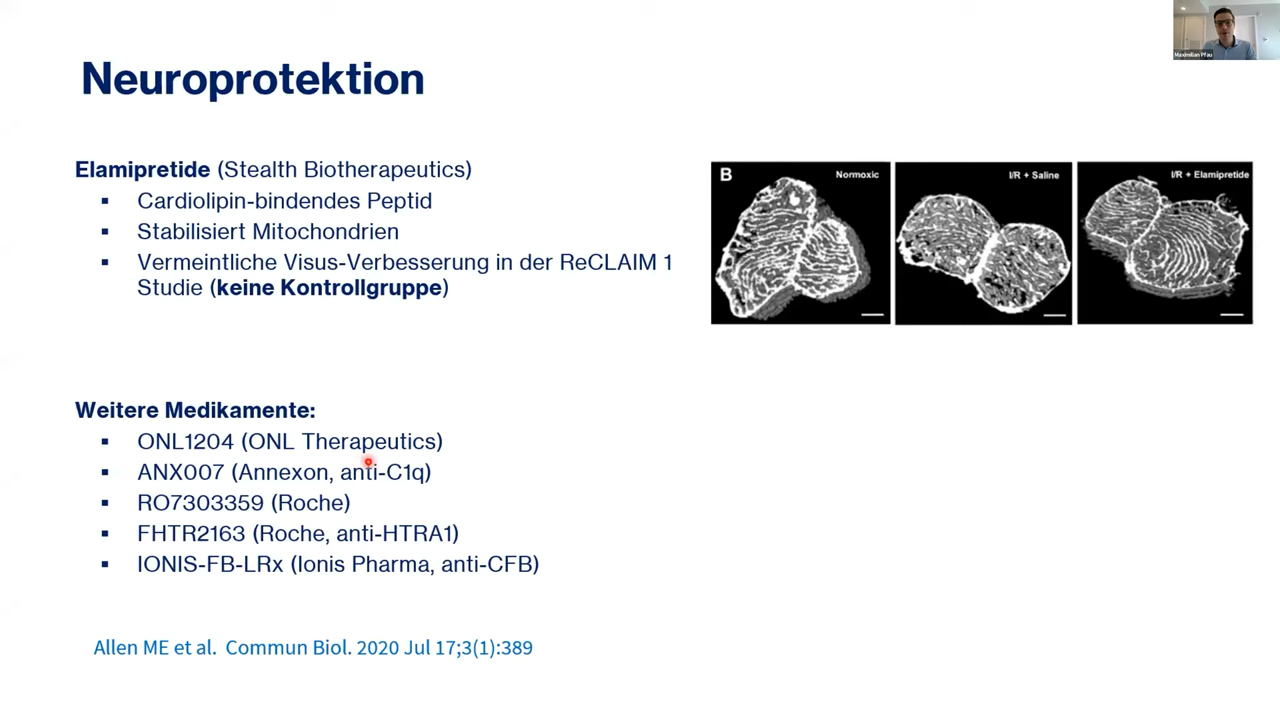 Neuroprotektion
Maximilian Pfau
Elamipretide (Stealth Biotherapeutics)
▪ Cardiolipin-bindendes Peptid
▪ Stabilisiert Mitochondrien
▪ Vermeintliche Visus-Verbesserung in der ReCLAIM 1
Studie (keine Kontrollgruppe)
B
Normoxic
I/R + Saline
I/R + Elamipretide
Weitere Medikamente:
▪ ONL1204 (ONL Therapeutics)
▪ ANX007 (Annexon, anti-C1q)
▪ RO7303359 (Roche)
▪ FHTR2163 (Roche, anti-HTRA1)
▪ IONIS-FB-LRx (Ionis Pharma, anti-CFB)
Allen ME et al. Commun Biol. 2020 Jul 17;3(1):389